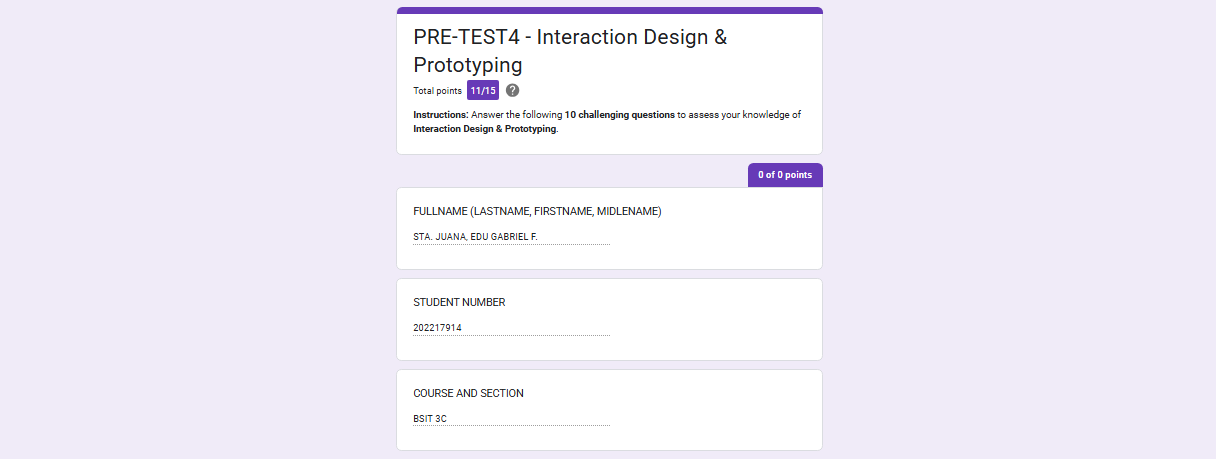 PRE-TEST4 - Interaction Design &
Prototyping
Total points 11/15
Instructions: Answer the following 10 challenging questions to assess your knowledge of
Interaction Design & Prototyping.
0 of 0 points
FULLNAME (LASTNAME, FIRSTNAME, MIDLENAME)
STA. JUANA, EDU GABRIEL F.
STUDENT NUMBER
202217914
COURSE AND SECTION
BSIT 3C